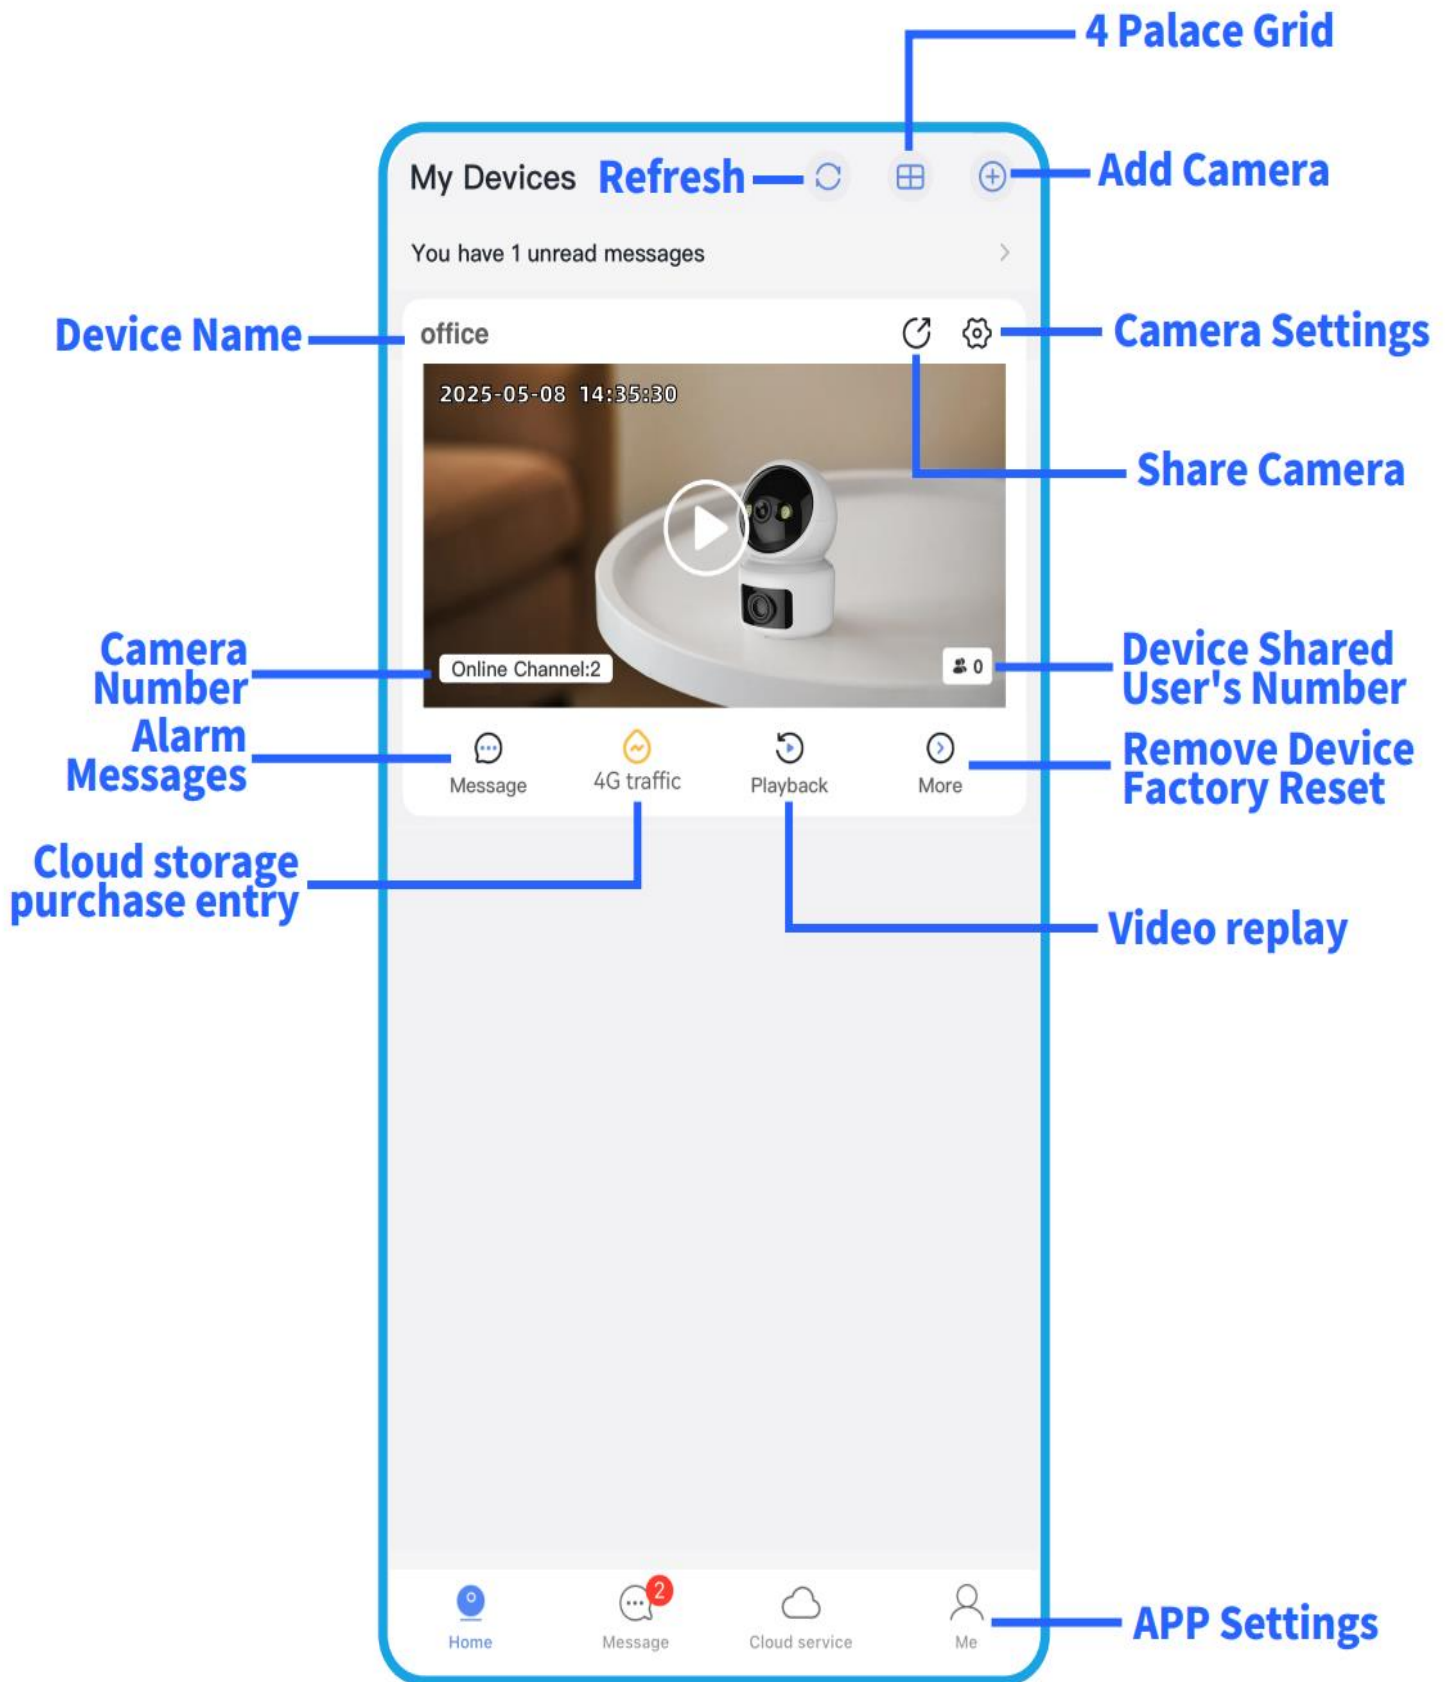 4 Palace Grid
My Devices
Refresh
Add Camera
You have 1 unread messages
Device Name
office
Camera Settings
2025-05-08 14:35:30
Share Camera
Camera
Number
Online Channel:2
0
Device Shared
User's Number
Alarm
Messages
Message
4G traffic
Playback
More
Remove Device
Factory Reset
Cloud storage
purchase entry
Video replay
2
Home
Message
Cloud service
Me
APP Settings